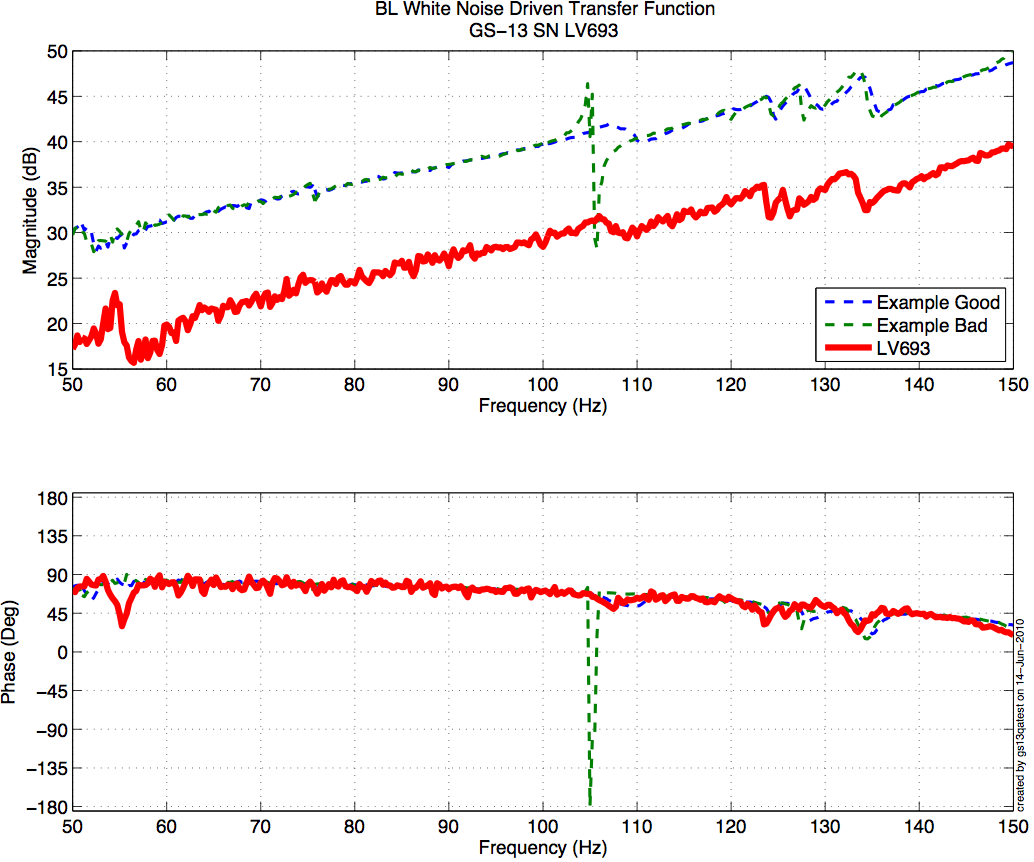 BL White Noise Driven Transfer Function
GS−13 SN LV693
50
45
40
35
30
25
20
15
Magnitude (dB)
Example Good
Example Bad
LV693
50 60 70 80 90 100 110 120 130 140 150
Frequency (Hz)
180
135
90
45
0
−45
−90
−135
−180
Phase (Deg)
created by gs13qatest on 14−Jun−2010
50 60 70 80 90 100 110 120 130 140 150
Frequency (Hz)